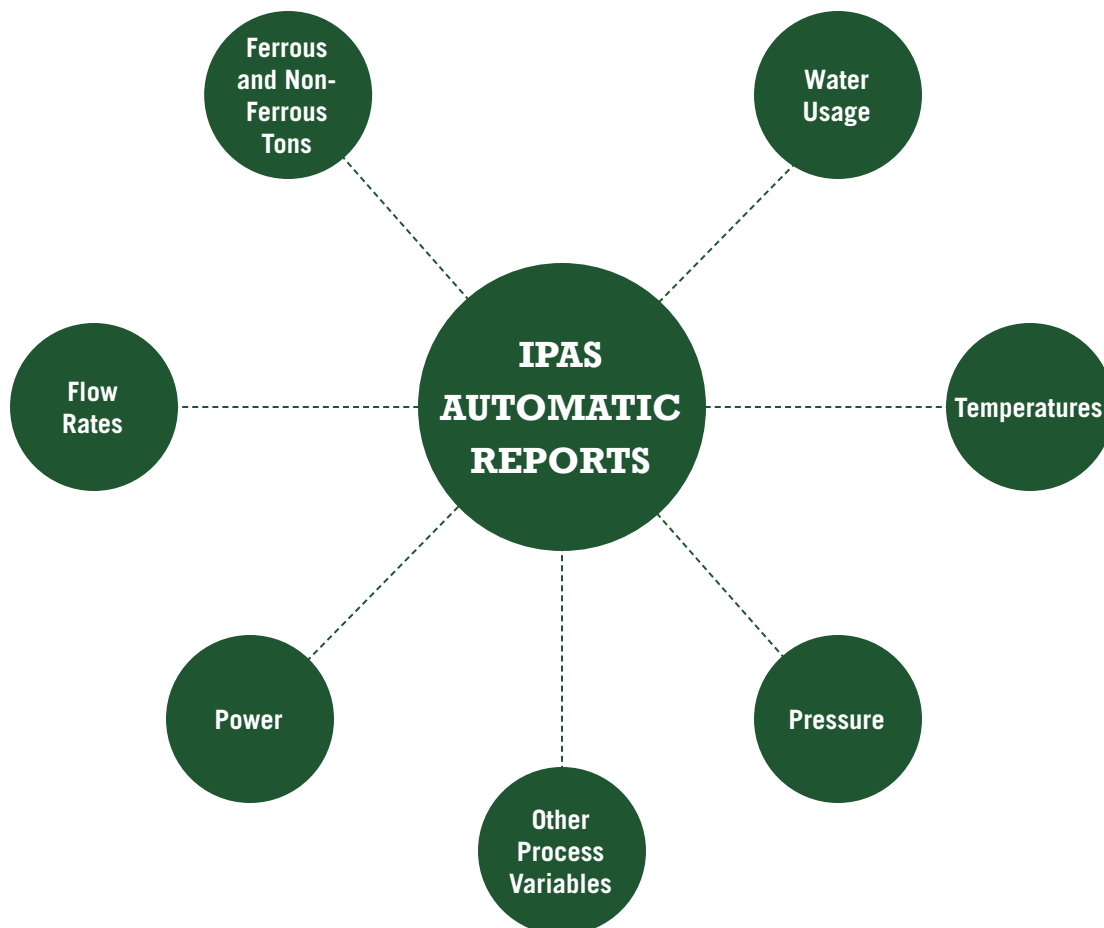 Ferrous
and Non-
Ferrous
Tons
Water
Usage
IPAS
AUTOMATIC
REPORTS
Flow
Rates
Temperatures
Power
Pressure
Other
Process
Variables